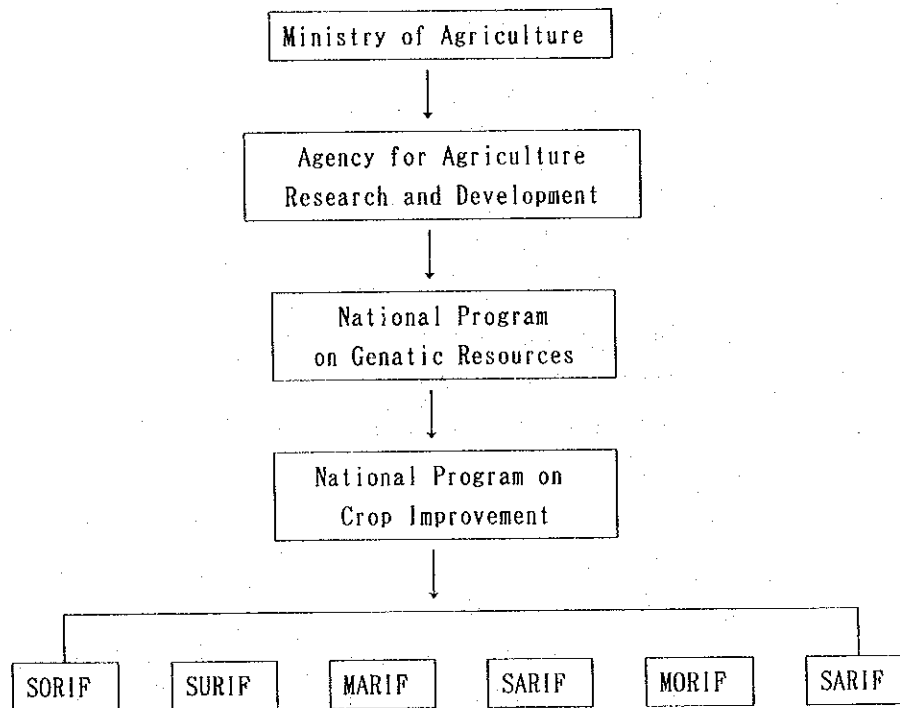 Ministry of Agriculture
Agency for Agriculture
Research and Development
National Program
on Genatic Resources
National Program on
Crop Improvement
SORIF SURIF MARIF SARIF MORIF SARIF